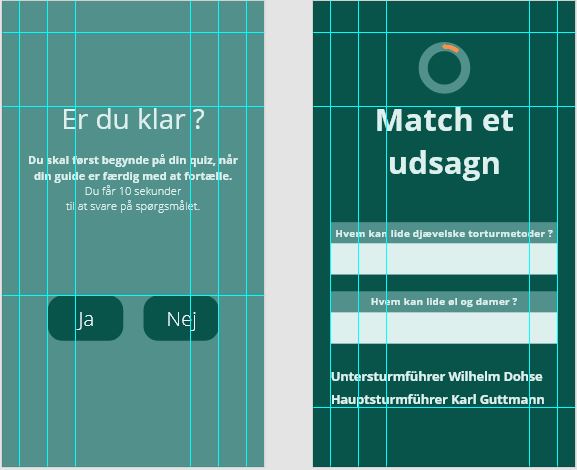 Er du klar ?
Du skal først begynde på din quiz, når
din guide er færdig med at fortælle.
Du får 10 sekunder
til at svare på spørgsmålet.
Ja
Nej
Match et
udsagn
Hvem kan lide djævelske torturmetoder ?
Hvem kan lide øl og damer ?
Untersturmführer Wilhelm Dohse
Hauptsturmführer Karl Guttmann